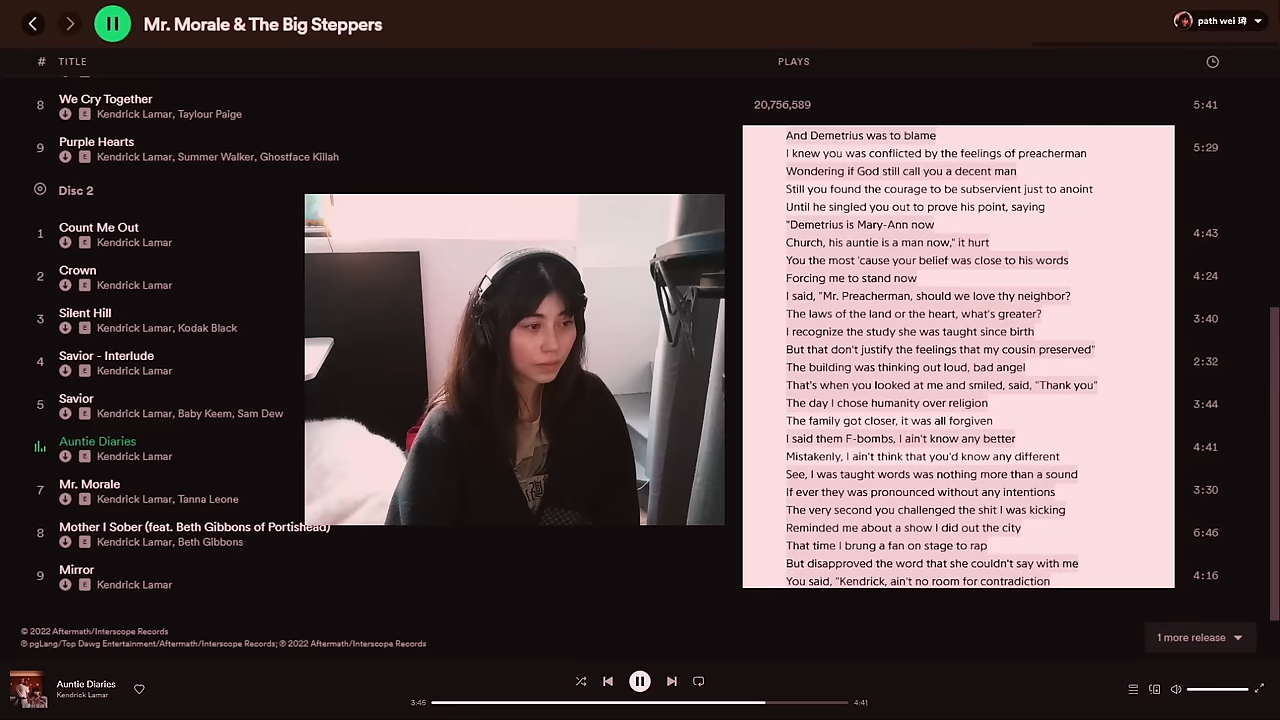 Mr. Morale & The Big Steppers
path wei 瑋
# TITLE PLAYS
8 We Cry Together 20,756,589 5:41
E Kendrick Lamar, Taylour Paige
9 Purple Hearts 5:29
E Kendrick Lamar, Summer Walker, Ghostface Killah
Disc 2
1 Count Me Out 4:43
E Kendrick Lamar
2 Crown 4:24
E Kendrick Lamar
3 Silent Hill 3:40
E Kendrick Lamar, Kodak Black
4 Savior - Interlude 2:32
E Kendrick Lamar
5 Savior 3:44
E Kendrick Lamar, Baby Keem, Sam Dew
Auntie Diaries 4:41
E Kendrick Lamar
7 Mr. Morale 3:30
E Kendrick Lamar, Tanna Leone
8 Mother I Sober (feat. Beth Gibbons of Portishead) 6:46
E Kendrick Lamar, Beth Gibbons
9 Mirror 4:16
E Kendrick Lamar
And Demetrius was to blame
I knew you was conflicted by the feelings of preacherman
Wondering if God still call you a decent man
Still you found the courage to be subservient just to anoint
Until he singled you out to prove his point, saying
"Demetrius is Mary-Ann now
Church, his auntie is a man now," it hurt
You the most 'cause your belief was close to his words
Forcing me to stand now
I said, "Mr. Preacherman, should we love thy neighbor?
The laws of the land or the heart, what's greater?
I recognize the study she was taught since birth
But that don't justify the feelings that my cousin preserved"
The building was thinking out loud, bad angel
That's when you looked at me and smiled, said, "Thank you"
The day I chose humanity over religion
The family got closer, it was all forgiven
I said them F-bombs, I ain't know any better
Mistakenly, I ain't think that you'd know any different
See, I was taught words was nothing more than a sound
If ever they was pronounced without any intentions
The very second you challenged the shit I was kicking
Reminded me about a show I did out the city
That time I brung a fan on stage to rap
But disapproved the word that she couldn't say with me
You said, "Kendrick, ain't no room for contradiction
© 2022 Aftermath/Interscope Records
℗ pgLang/Top Dawg Entertainment/Aftermath/Interscope Records; ℗ 2022 Aftermath/Interscope Records
1 more release
Auntie Diaries
Kendrick Lamar
3:45 4:41